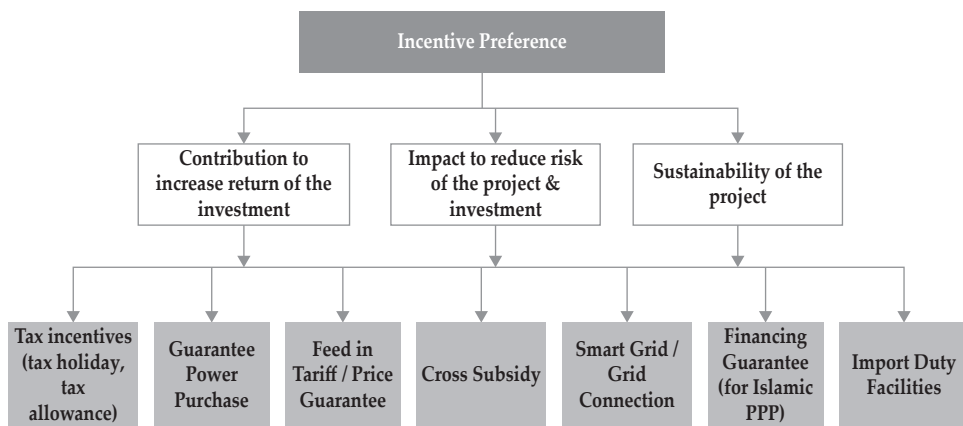 Incentive Preference
Contribution to
increase return of the
investment
Impact to reduce risk
of the project &
investment
Sustainability of the
project
Tax incentives
(tax holiday,
tax
allowance)
Guarantee
Power
Purchase
Feed in
Tariff / Price
Guarantee
Cross Subsidy
Smart Grid /
Grid
Connection
Financing
Guarantee
(for Islamic
PPP)
Import Duty
Facilities